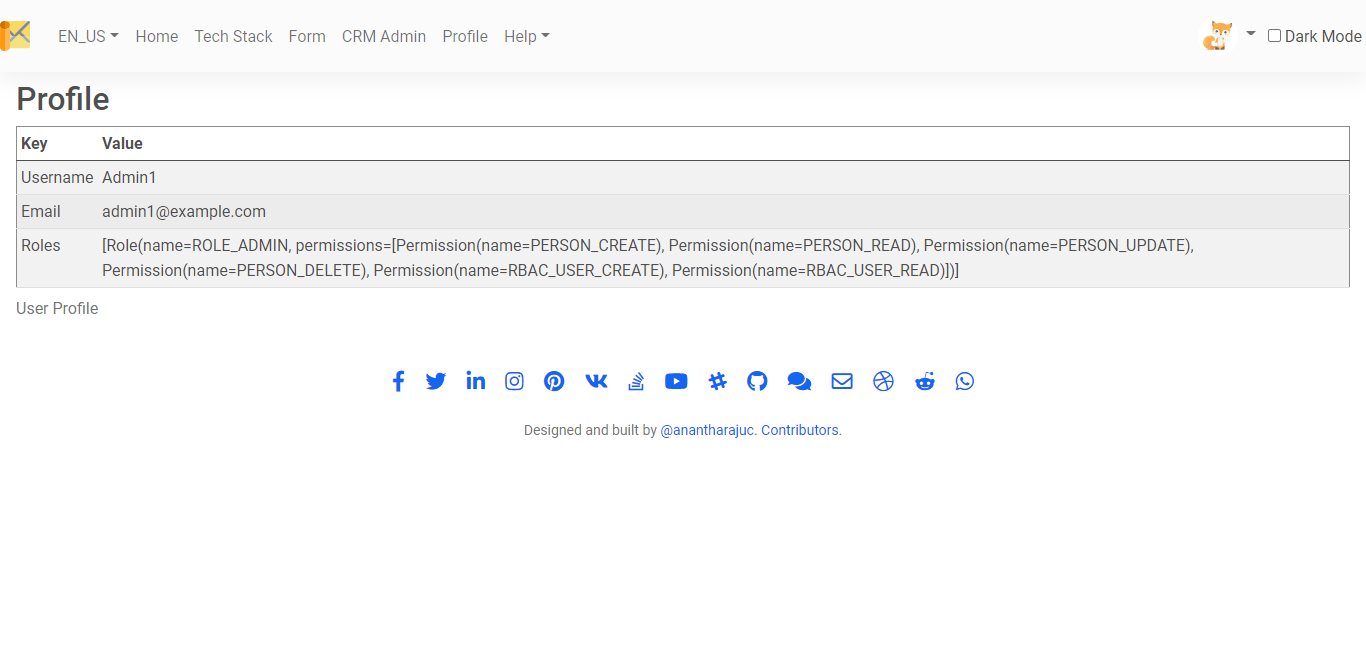 EN_US Home Tech Stack Form CRM Admin Profile Help Dark Mode
Profile
Key Value
Username Admin1
Email admin1@example.com
Roles [Role(name=ROLE_ADMIN, permissions=[Permission(name=PERSON_CREATE), Permission(name=PERSON_READ), Permission(name=PERSON_UPDATE),
Permission(name=PERSON_DELETE), Permission(name=RBAC_USER_CREATE), Permission(name=RBAC_USER_READ)])]
User Profile
Designed and built by @anantharajuc. Contributors.